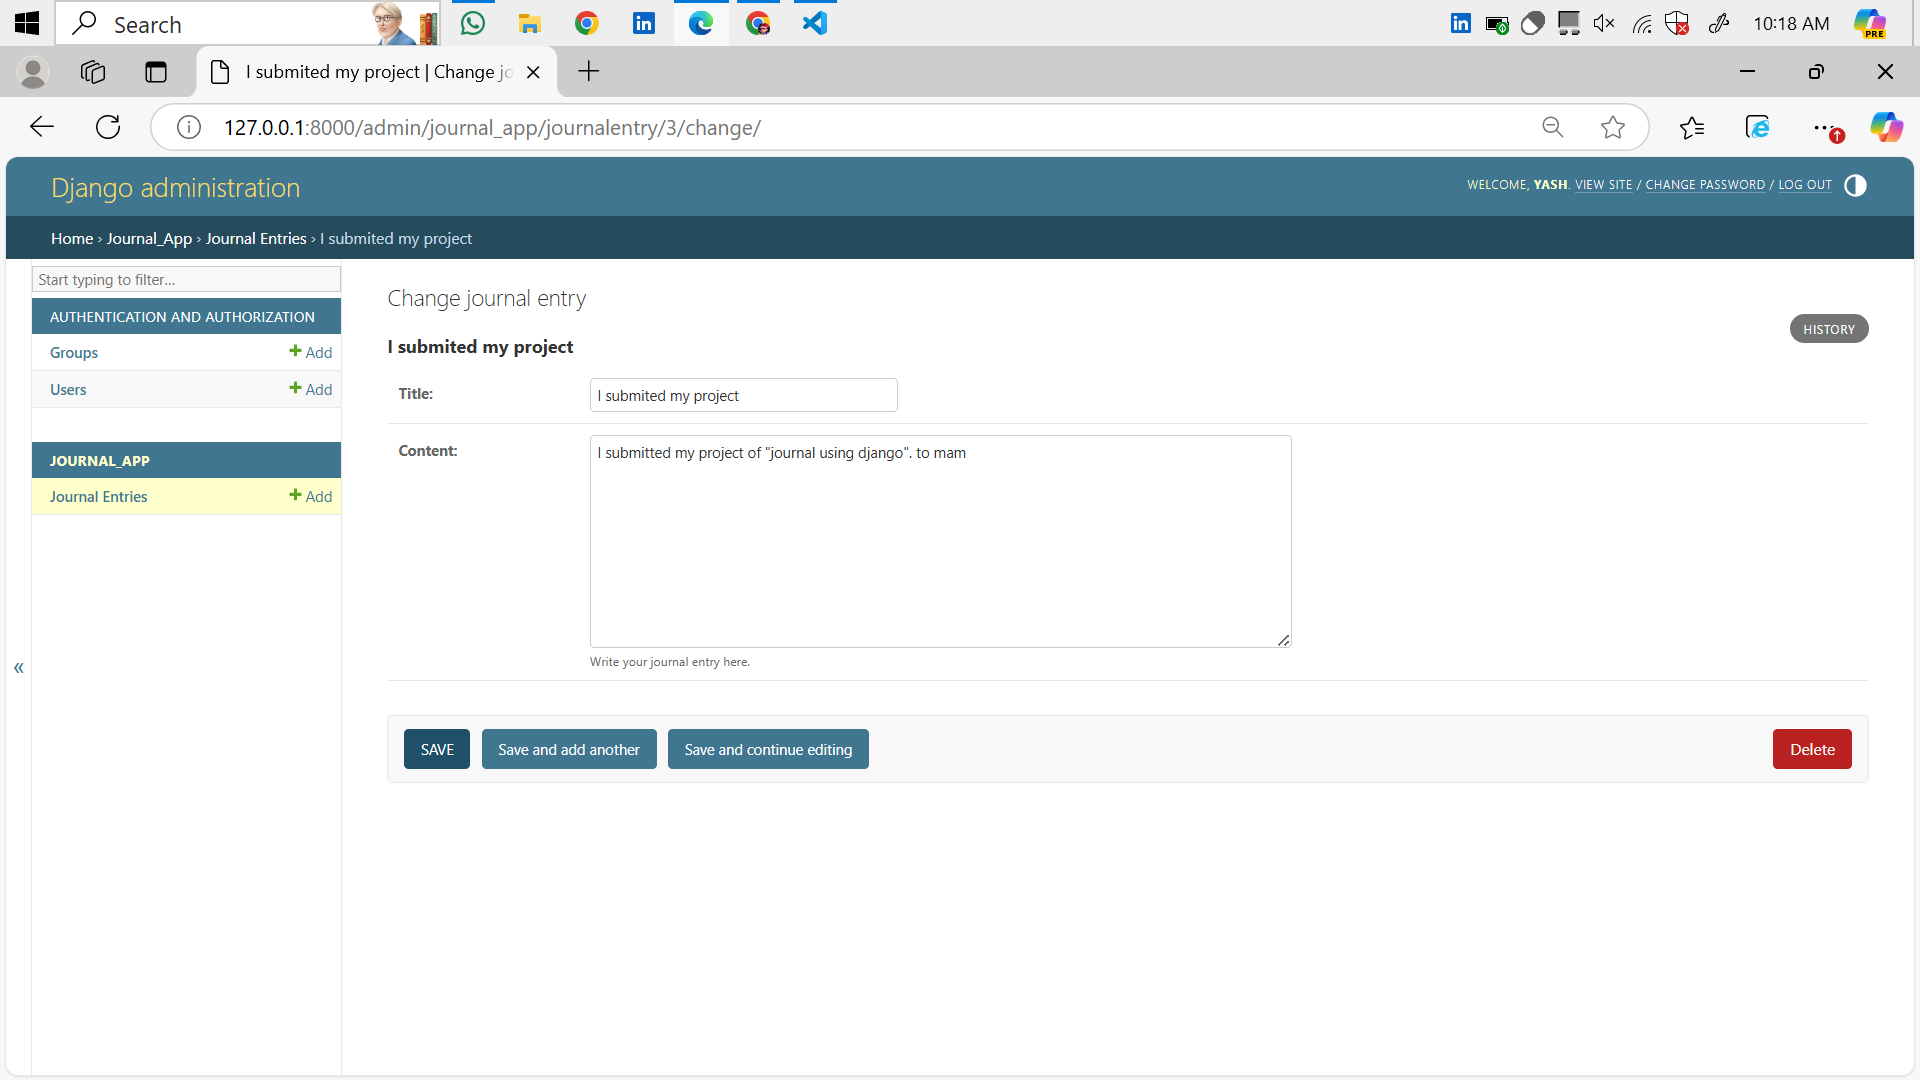 Search
10:18 AM
PRE
I submited my project | Change jo
127.0.0.1:8000/admin/journal_app/journalentry/3/change/
Django administration
WELCOME, YASH. VIEW SITE / CHANGE PASSWORD / LOG OUT
Home › Journal_App › Journal Entries › I submited my project
Start typing to filter...
AUTHENTICATION AND AUTHORIZATION
Groups + Add
Users + Add
JOURNAL_APP
Journal Entries + Add
«
Change journal entry
HISTORY
I submited my project
Title: I submited my project
Content: I submitted my project of "journal using django". to mam
Write your journal entry here.
SAVE Save and add another Save and continue editing Delete